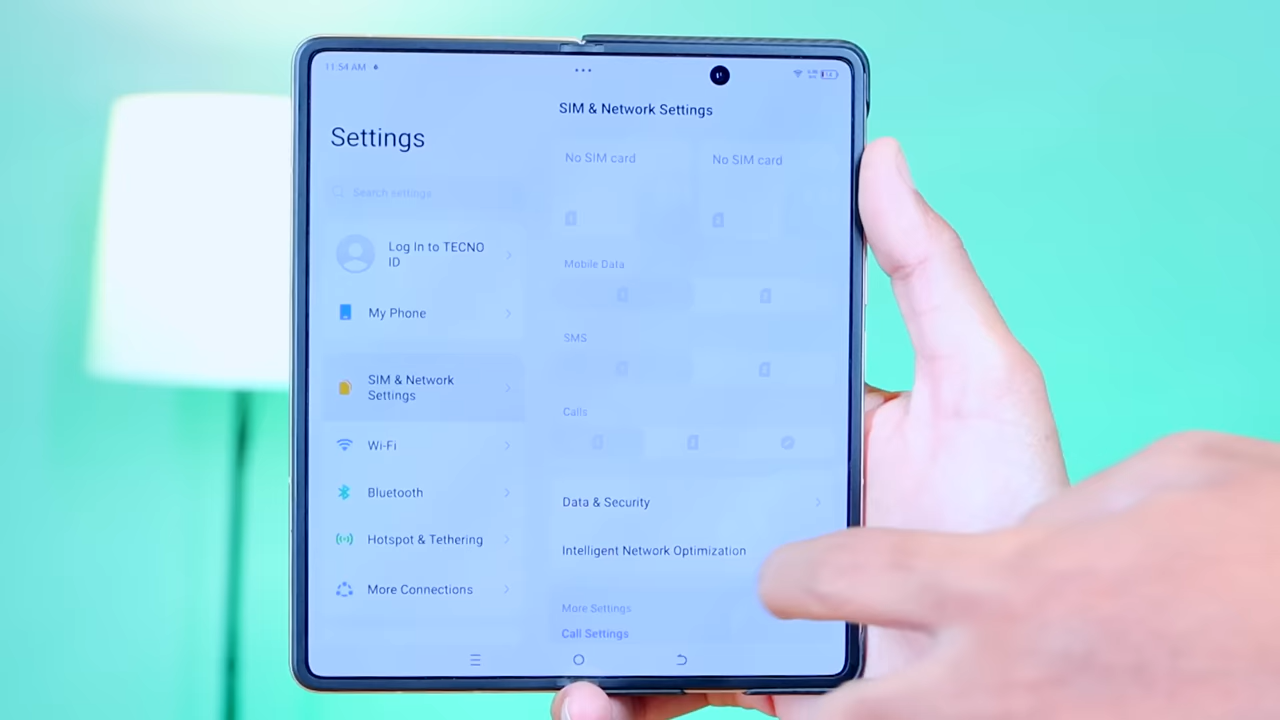 11:54 AM
Settings
Search settings
Log In to TECNO
ID
My Phone
SIM & Network
Settings
Wi-Fi
Bluetooth
Hotspot & Tethering
More Connections
SIM & Network Settings
No SIM card
No SIM card
Mobile Data
SMS
Calls
Data & Security
Intelligent Network Optimization
More Settings
Call Settings